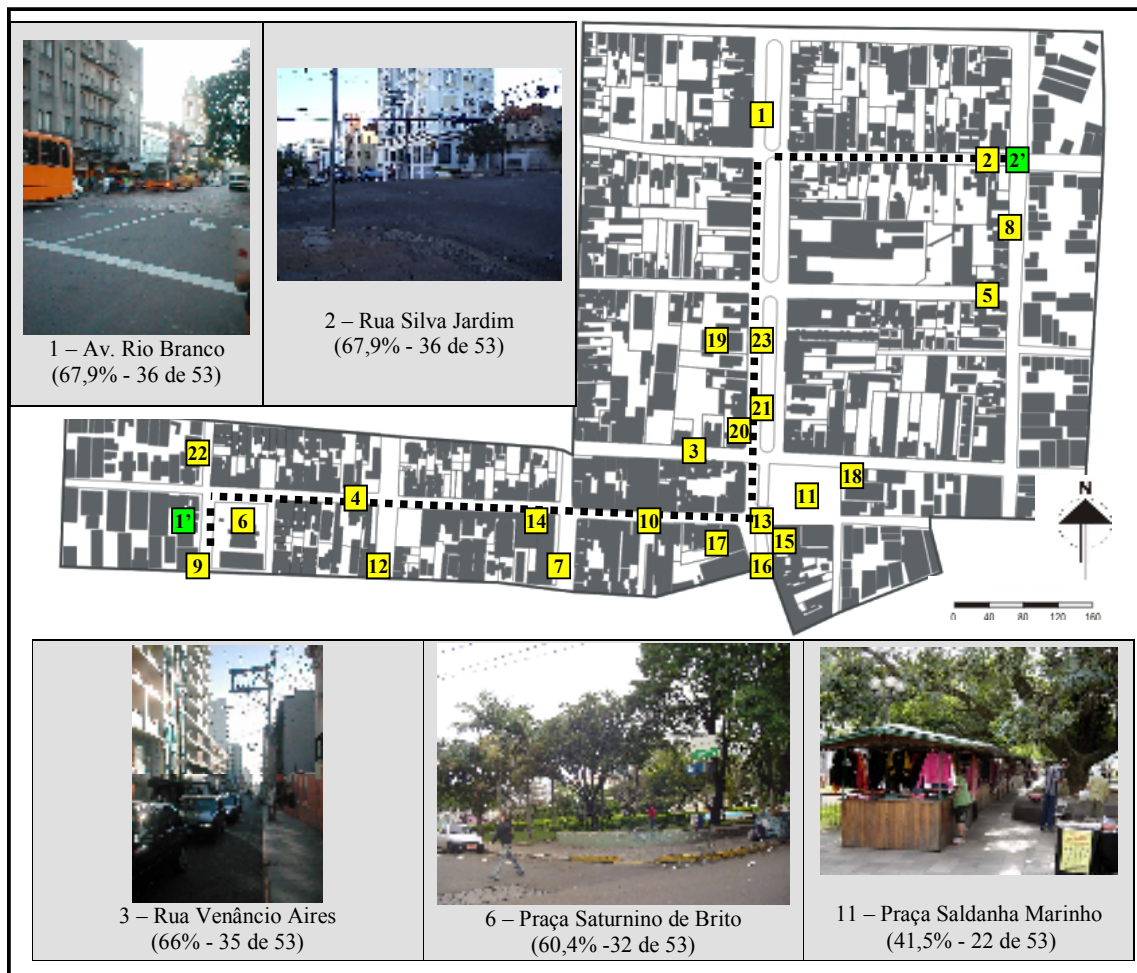 1 – Av. Rio Branco
(67,9% - 36 de 53)
2 – Rua Silva Jardim
(67,9% - 36 de 53)
1
2
2’
8
5
19
23
21
20
3
18
11
22
4
1’
6
14
10
13
17
15
9
12
7
16
N
0 40 80 120 160
3 – Rua Venâncio Aires
(66% - 35 de 53)
6 – Praça Saturnino de Brito
(60,4% -32 de 53)
11 – Praça Saldanha Marinho
(41,5% - 22 de 53)